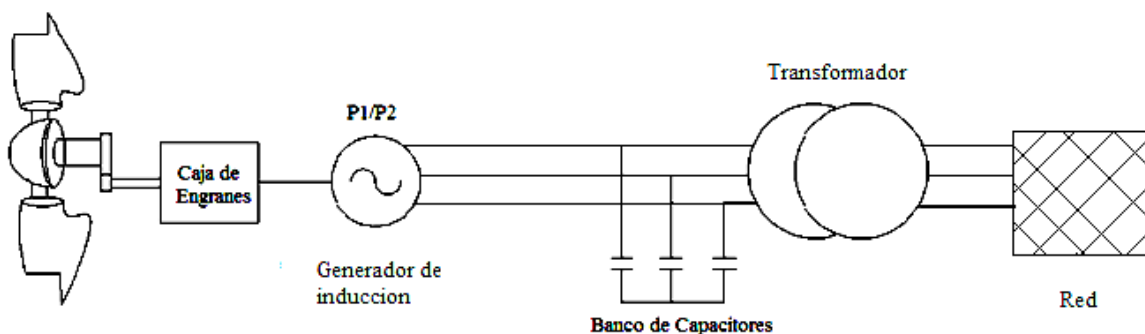 Transformador
P1/P2
Caja de
Engranes
Generador de
induccion
Red
Banco de Capacitores